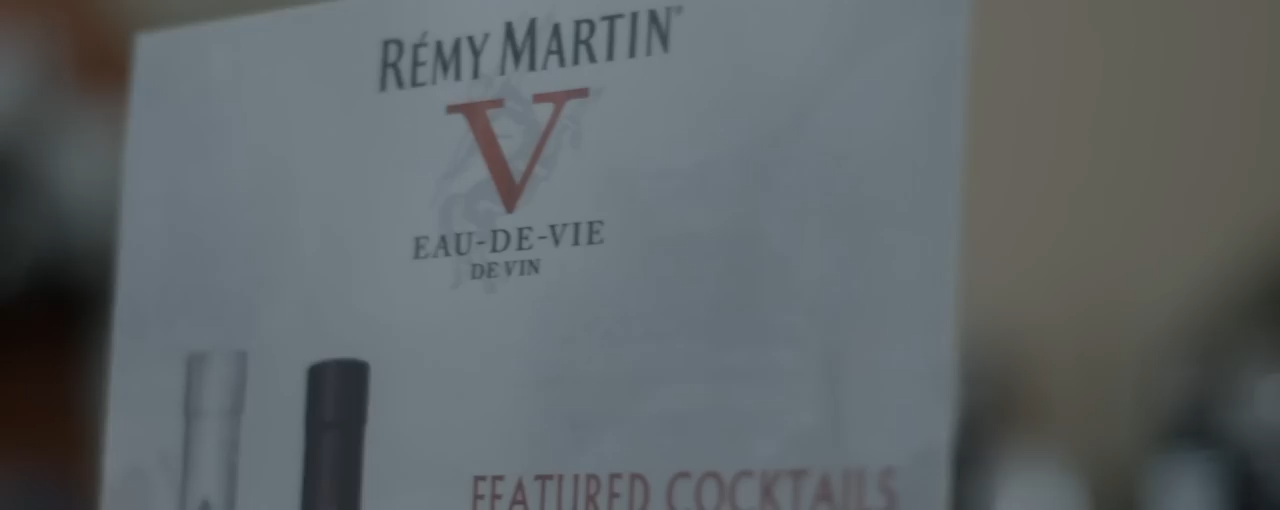 RÉMY MARTIN®
V
EAU-DE-VIE
DE VIN
FEATURED COCKTAILS